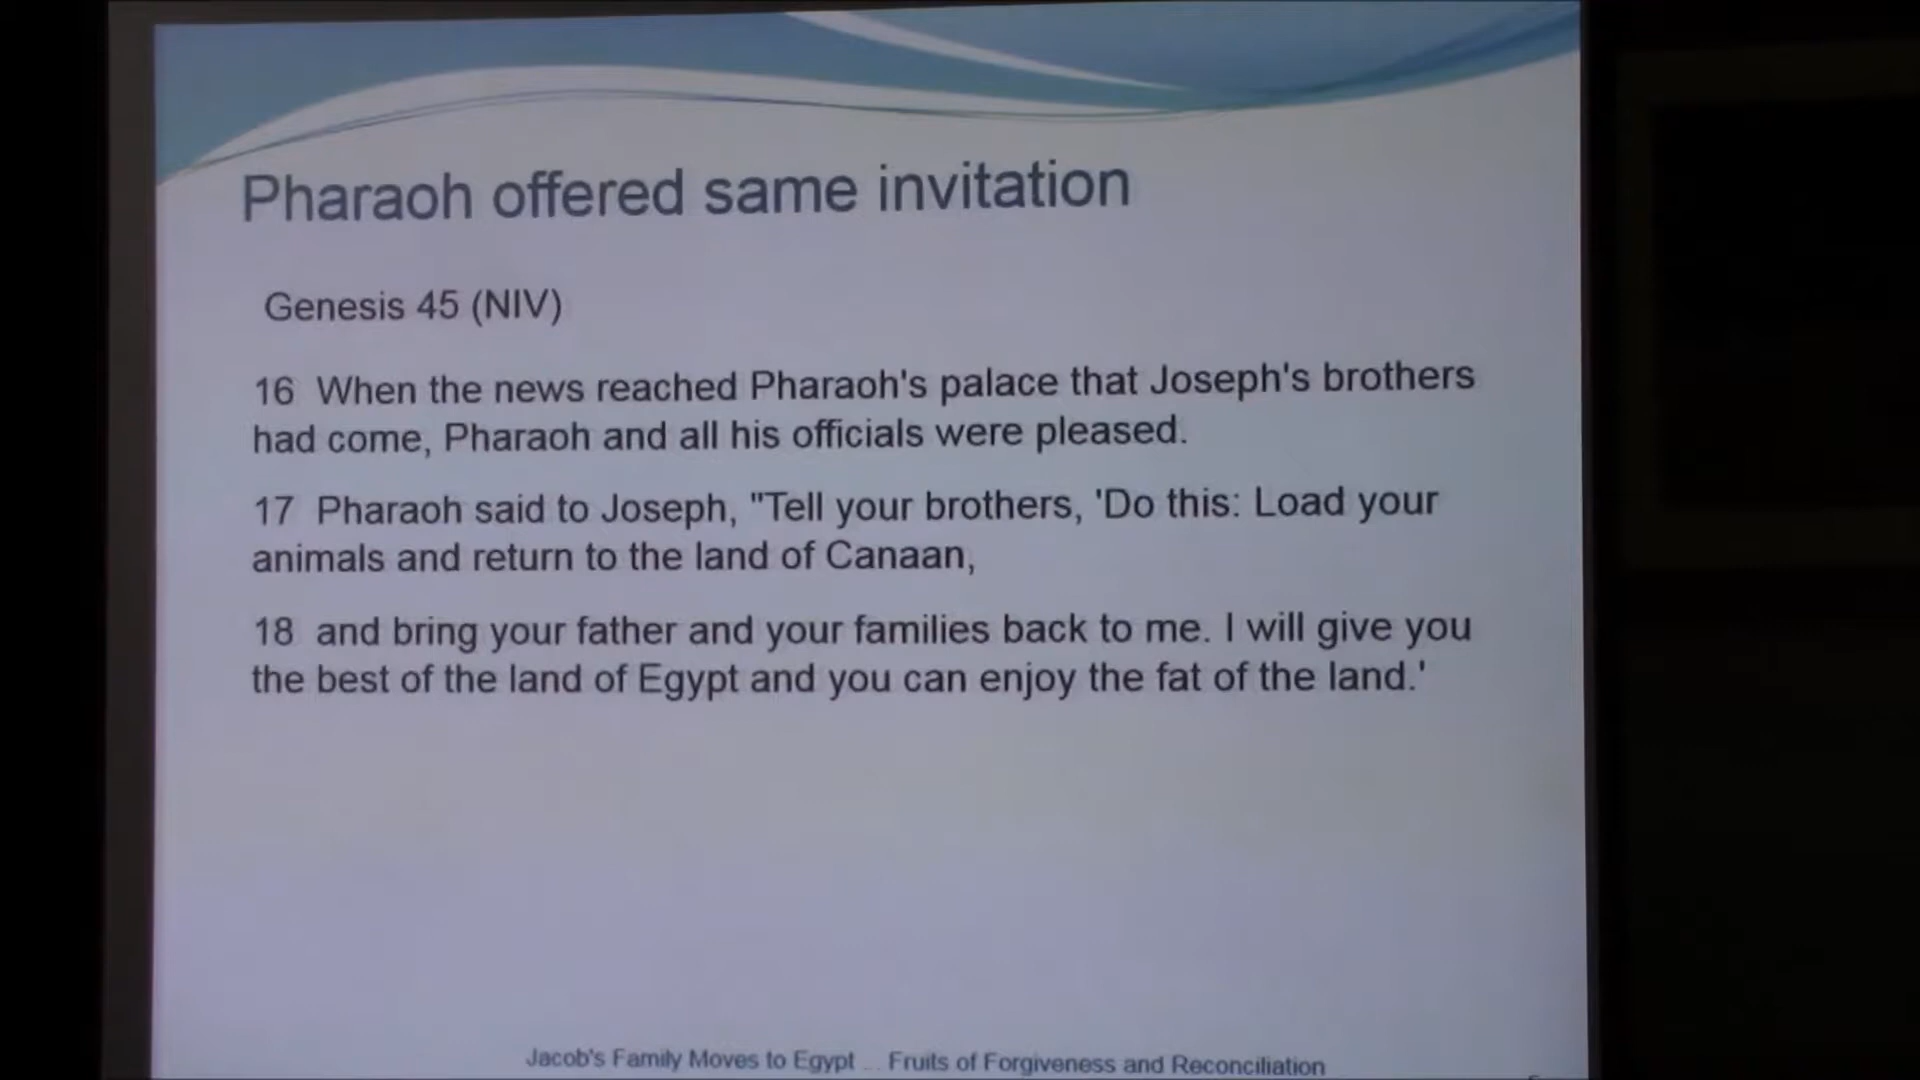 Pharaoh offered same invitation
Genesis 45 (NIV)
16 When the news reached Pharaoh's palace that Joseph's brothers
had come, Pharaoh and all his officials were pleased.
17 Pharaoh said to Joseph, "Tell your brothers, 'Do this: Load your
animals and return to the land of Canaan,
18 and bring your father and your families back to me. I will give you
the best of the land of Egypt and you can enjoy the fat of the land.'
Jacob's Family Moves to Egypt ... Fruits of Forgiveness and Reconciliation